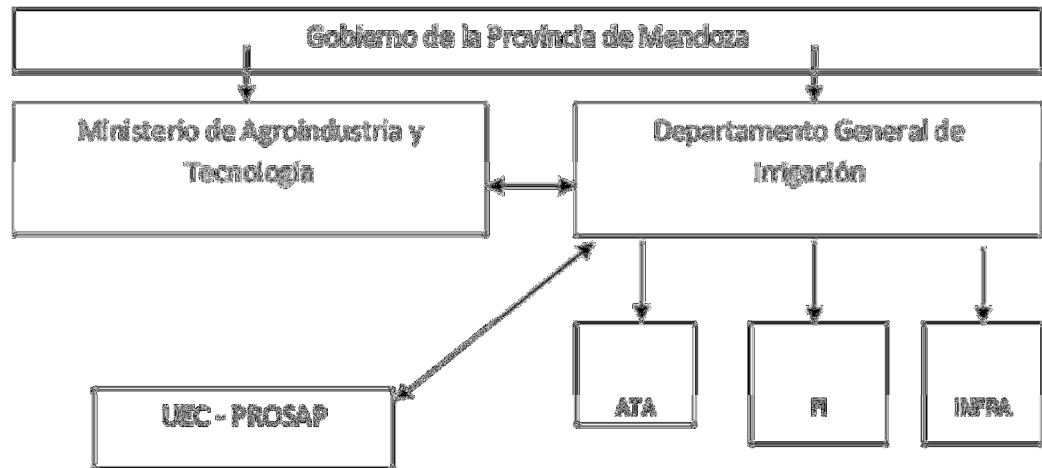 Gobierno de la Provincia de Mendoza
Ministerio de Agroindustria y
Tecnología
Departamento General de
Irrigación
UEC - PROSAP
ATA
FI
INFRA